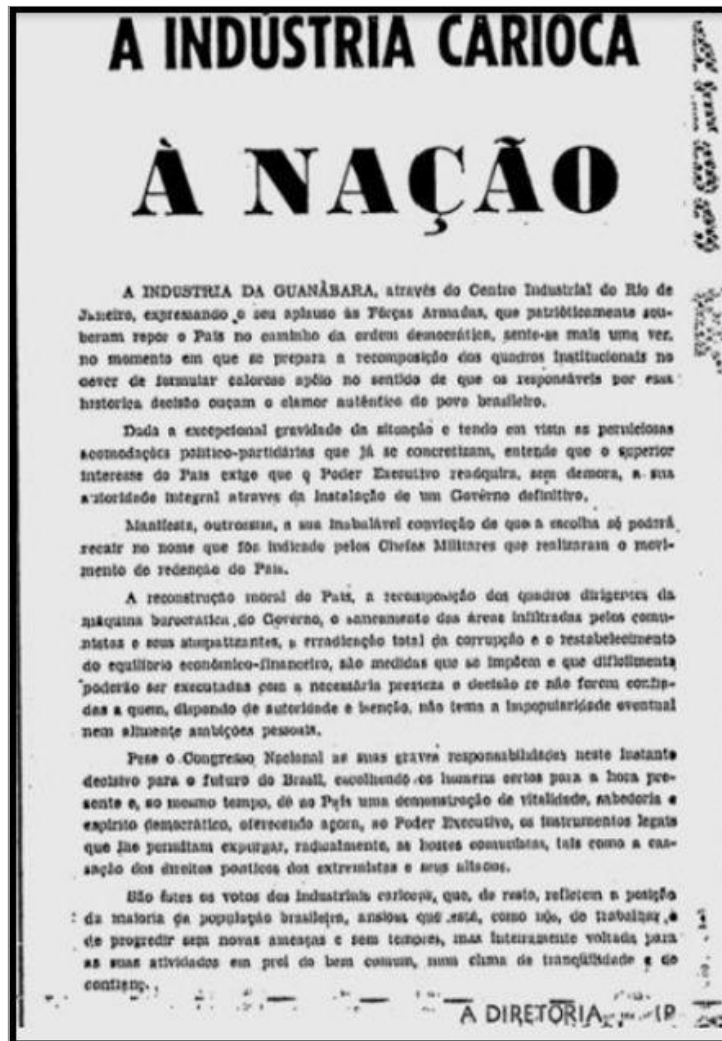 A INDÚSTRIA CARIOCA
À NAÇÃO
A INDUSTRIA DA GUANÂBARA, através do Centro Industrial do Rio de
Janeiro, expressando o seu aplauso às Fôrças Armadas, que patriòticamente sou-
beram repor o País no caminho da ordem democrática, sente-se mais uma vez,
no momento em que se prepara a recomposição dos quadros institucionais no
dever de formular caloroso apêlo no sentido de que os responsáveis por essa
histórica decisão ouçam o clamor autêntico do povo brasileiro.
Dada a excepcional gravidade da situação e tendo em vista as perniciosas
acomodações político-partidárias que já se concretizam, entende que o superior
interesse do País exige que o Poder Executivo readquira, sem demora, a sua
autoridade integral através da instalação de um Govêrno definitivo.
Manifesta, outrossim, a sua inabalável convicção de que a escolha só poderá
recair no nome que fôr indicado pelos Chefes Militares que realizaram o movi-
mento de redenção do País.
A reconstrução moral do País, a recomposição dos quadros dirigentes da
máquina burocrática do Governo, o saneamento das áreas infiltradas pelos comu-
nistas e seus simpatizantes, a erradicação total da corrupção e o restabelecimento
do equilíbrio econômico-financeiro, são medidas que se impõem e que dificilmente
poderão ser executadas com a necessária presteza e decisão se não forem confia-
das a quem, dispondo de autoridade e isenção, não tema a impopularidade eventual
nem alimente ambições pessoais.
Pese o Congresso Nacional as suas graves responsabilidades neste instante
decisivo para o futuro do Brasil, escolhendo os homens certos para a hora pre-
sente e, ao mesmo tempo, dê ao País uma demonstração de vitalidade, sabedoria e
espírito democrático, oferecendo agora, ao Poder Executivo, os instrumentos legais
que lhe permitam expurgar, radicalmente, as hostes comunistas, tais como a cas-
sação dos direitos políticos dos extremistas e seus aliados.
São êstes os votos dos industriais cariocas, que, de resto, refletem a posição
da maioria da população brasileira, ansiosa que está, como nós, de trabalhar e
de progredir sem novas ameaças e sem temores, mas inteiramente voltada para
as suas atividades em prol do bem comum, num clima de tranqüilidade e de
A DIRETORIA